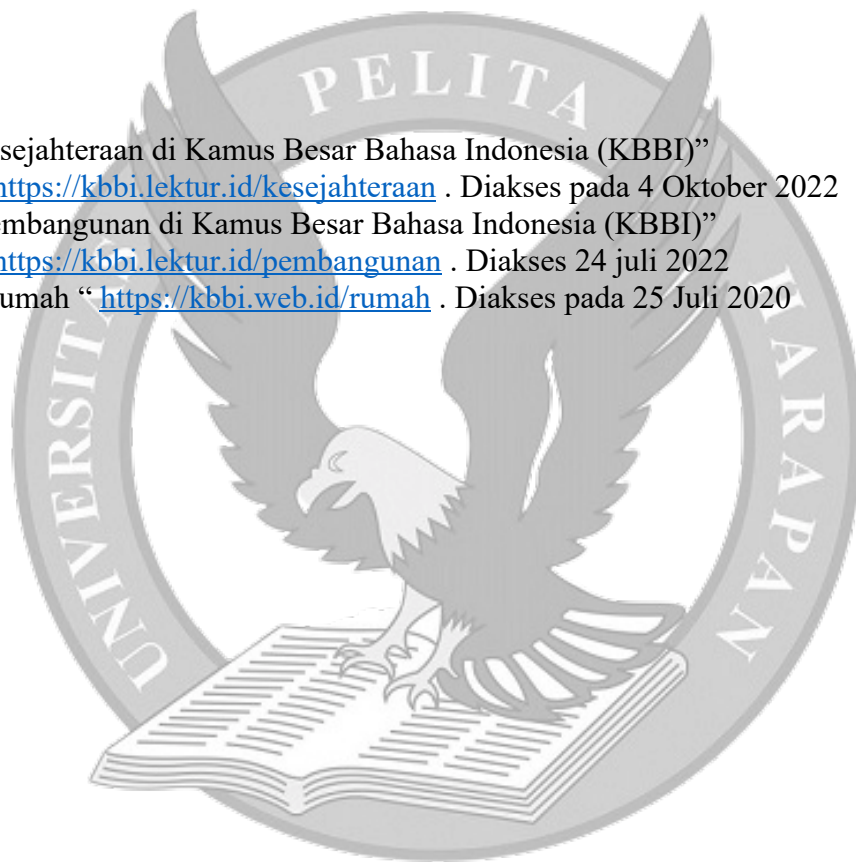 PELITA
sejahteraan di Kamus Besar Bahasa Indonesia (KBBI)”
https://kbbi.lektur.id/kesejahteraan . Diakses pada 4 Oktober 2022
embangunan di Kamus Besar Bahasa Indonesia (KBBI)”
https://kbbi.lektur.id/pembangunan . Diakses 24 juli 2022
umah “ https://kbbi.web.id/rumah . Diakses pada 25 Juli 2020
UNIVERSITAS
HARAPAN